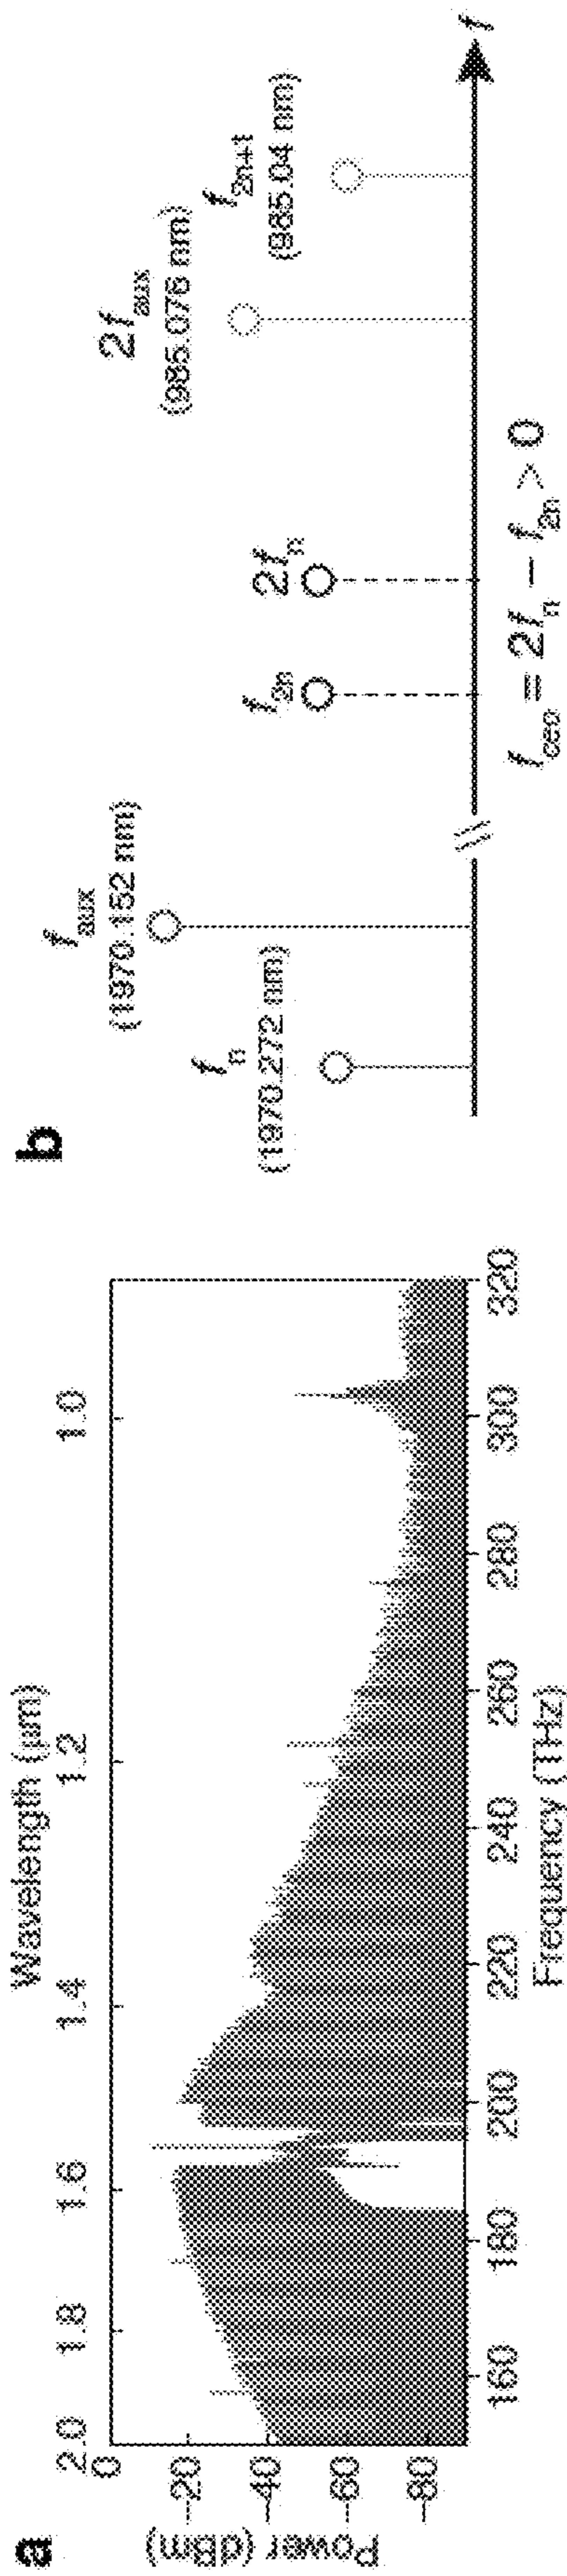 a
Wavelength (µm)
2.0 1.8 1.6 1.4 1.2 1.0
Power (dBm)
0
-20
-40
-60
-80
160 180 200 220 240 260 280 300 320
Frequency (THz)
b
f_n
(1970.272 nm)
f_aux
(1970.152 nm)
f_2n
2f_n
2f_aux
(985.076 nm)
f_2n+1
(985.04 nm)
f
f_ceo = 2f_n − f_2n > 0